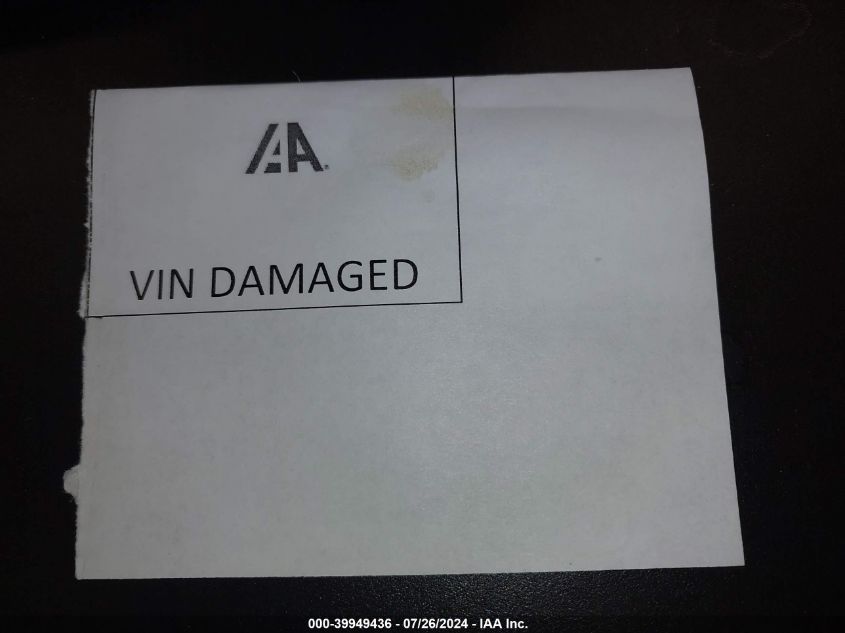 IAA
VIN DAMAGED
000-39949436 - 07/26/2024 - IAA Inc.